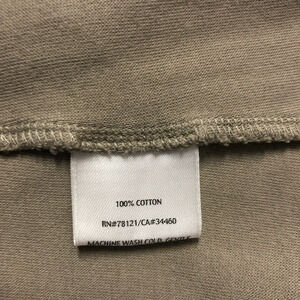 100% COTTON
RN#78121/CA#34460
MACHINE WASH COLD, GENTLE